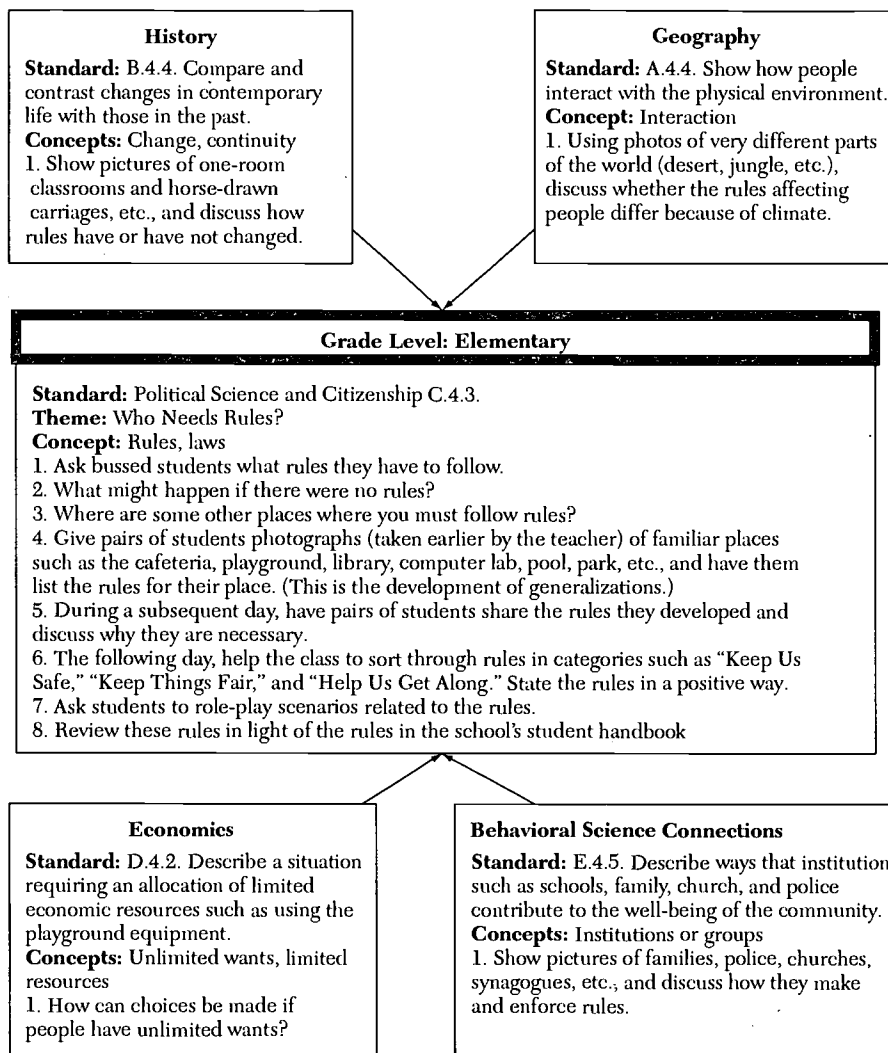 History
Standard: B.4.4. Compare and
contrast changes in contemporary
life with those in the past.
Concepts: Change, continuity
1. Show pictures of one-room
classrooms and horse-drawn
carriages, etc., and discuss how
rules have or have not changed.
Geography
Standard: A.4.4. Show how people
interact with the physical environment.
Concept: Interaction
1. Using photos of very different parts
of the world (desert, jungle, etc.),
discuss whether the rules affecting
people differ because of climate.
Grade Level: Elementary
Standard: Political Science and Citizenship C.4.3.
Theme: Who Needs Rules?
Concept: Rules, laws
1. Ask bussed students what rules they have to follow.
2. What might happen if there were no rules?
3. Where are some other places where you must follow rules?
4. Give pairs of students photographs (taken earlier by the teacher) of familiar places
such as the cafeteria, playground, library, computer lab, pool, park, etc., and have them
list the rules for their place. (This is the development of generalizations.)
5. During a subsequent day, have pairs of students share the rules they developed and
discuss why they are necessary.
6. The following day, help the class to sort through rules in categories such as “Keep Us
Safe,” “Keep Things Fair,” and “Help Us Get Along.” State the rules in a positive way.
7. Ask students to role-play scenarios related to the rules.
8. Review these rules in light of the rules in the school’s student handbook
Economics
Standard: D.4.2. Describe a situation
requiring an allocation of limited
economic resources such as using the
playground equipment.
Concepts: Unlimited wants, limited
resources
1. How can choices be made if
people have unlimited wants?
Behavioral Science Connections
Standard: E.4.5. Describe ways that institution
such as schools, family, church, and police
contribute to the well-being of the community.
Concepts: Institutions or groups
1. Show pictures of families, police, churches,
synagogues, etc., and discuss how they make
and enforce rules.